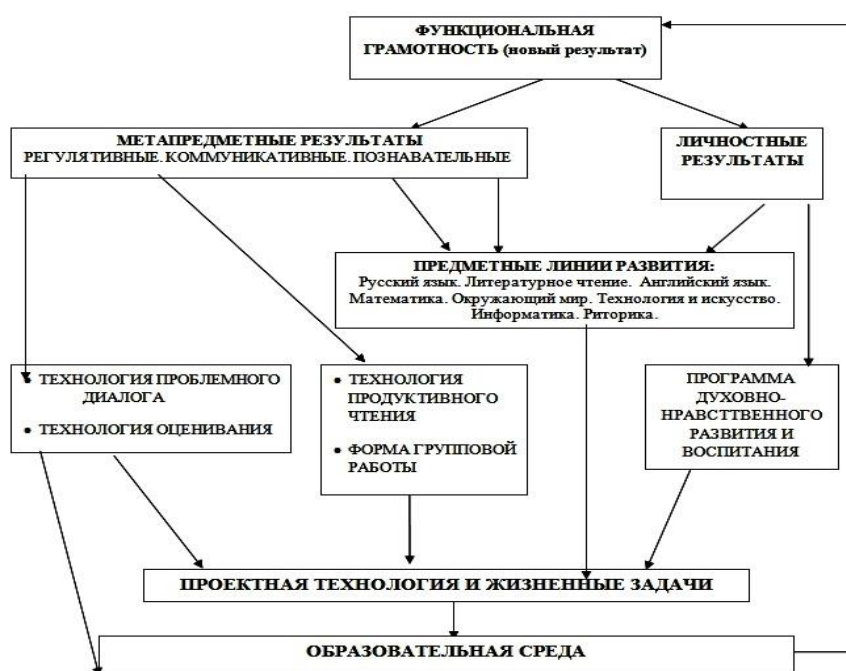 ФУНКЦИОНАЛЬНАЯ
ГРАМОТНОСТЬ (новый результат)
МЕТАПРЕДМЕТНЫЕ РЕЗУЛЬТАТЫ
РЕГУЛЯТИВНЫЕ. КОММУНИКАТИВНЫЕ. ПОЗНАВАТЕЛЬНЫЕ
ЛИЧНОСТНЫЕ
РЕЗУЛЬТАТЫ
ПРЕДМЕТНЫЕ ЛИНИИ РАЗВИТИЯ:
Русский язык. Литературное чтение. Английский язык.
Математика. Окружающий мир. Технология и искусство.
Информатика. Риторика.
• ТЕХНОЛОГИЯ ПРОБЛЕМНОГО
ДИАЛОГА
• ТЕХНОЛОГИЯ ОЦЕНИВАНИЯ
• ТЕХНОЛОГИЯ
ПРОДУКТИВНОГО
ЧТЕНИЯ
• ФОРМА ГРУППОВОЙ
РАБОТЫ
ПРОГРАММА
ДУХОВНО-
НРАВСТТВЕННОГО
РАЗВИТИЯ И
ВОСПИТАНИЯ
ПРОЕКТНАЯ ТЕХНОЛОГИЯ И ЖИЗНЕННЫЕ ЗАДАЧИ
ОБРАЗОВАТЕЛЬНАЯ СРЕДА